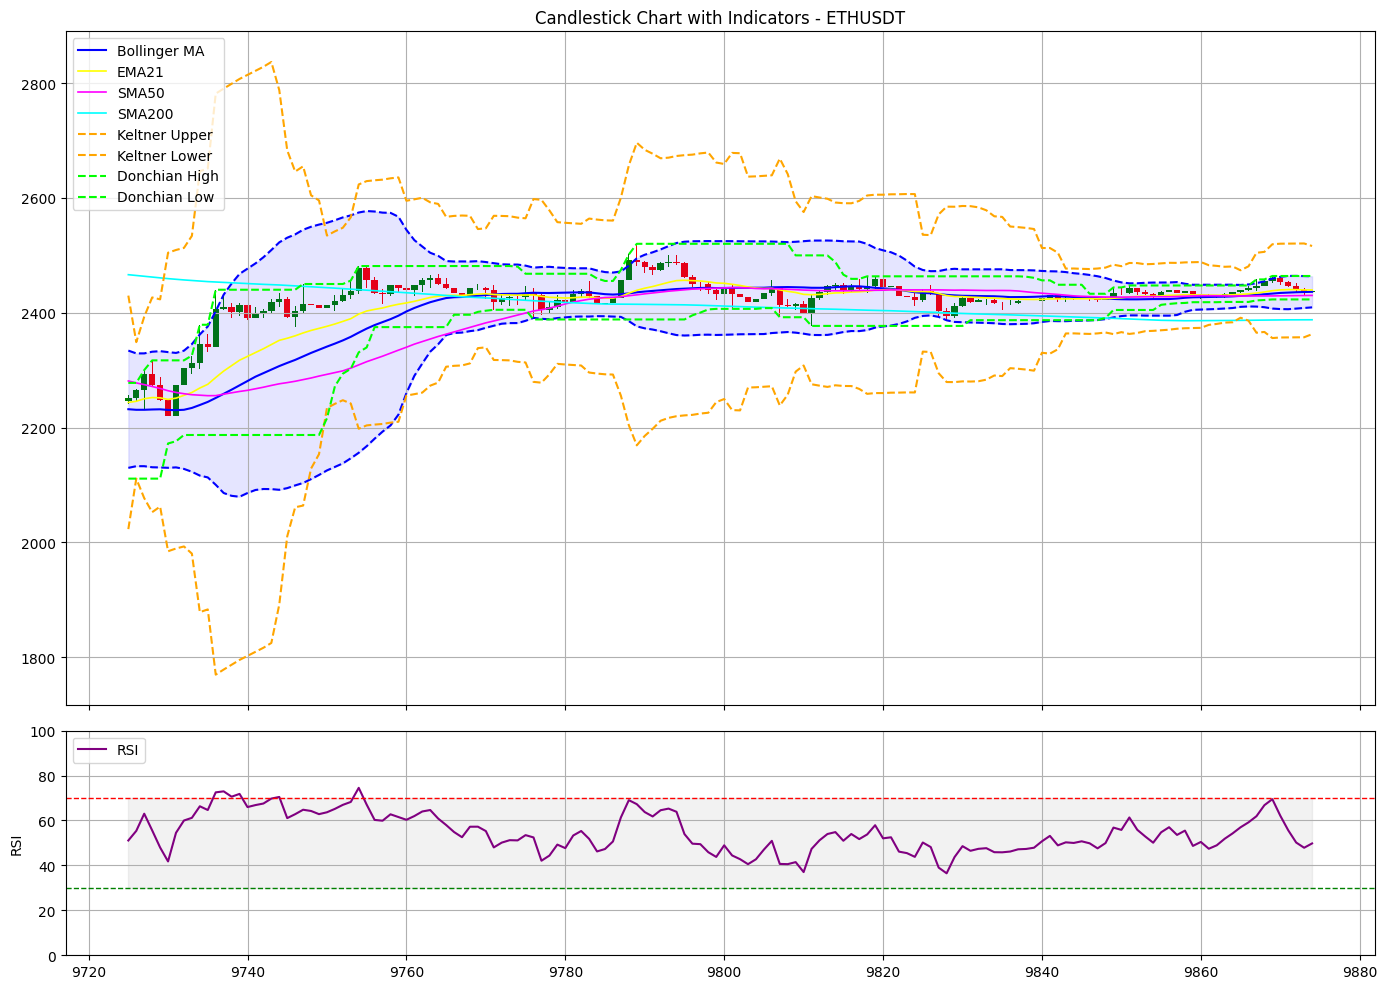 Candlestick Chart with Indicators - ETHUSDT
Bollinger MA
EMA21
SMA50
SMA200
Keltner Upper
Keltner Lower
Donchian High
Donchian Low
2800
2600
2400
2200
2000
1800
RSI
100
80
60
40
20
0
RSI
9720 9740 9760 9780 9800 9820 9840 9860 9880